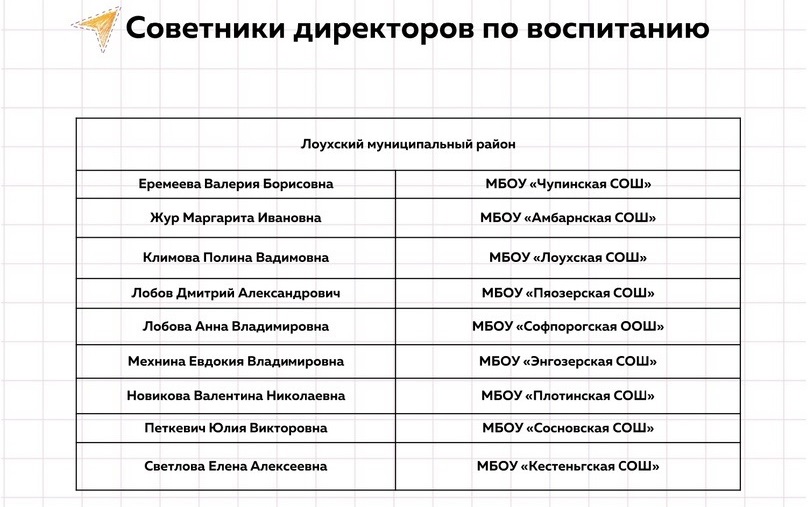 Советники директоров по воспитанию
Лоухский муниципальный район
Еремеева Валерия Борисовна МБОУ «Чупинская СОШ»
Жур Маргарита Ивановна МБОУ «Амбарнская СОШ»
Климова Полина Вадимовна МБОУ «Лоухская СОШ»
Лобов Дмитрий Александрович МБОУ «Пяозерская СОШ»
Лобова Анна Владимировна МБОУ «Софпорогская ООШ»
Мехнина Евдокия Владимировна МБОУ «Энгозерская СОШ»
Новикова Валентина Николаевна МБОУ «Плотинская СОШ»
Петкевич Юлия Викторовна МБОУ «Сосновская СОШ»
Светлова Елена Алексеевна МБОУ «Кестеньгская СОШ»